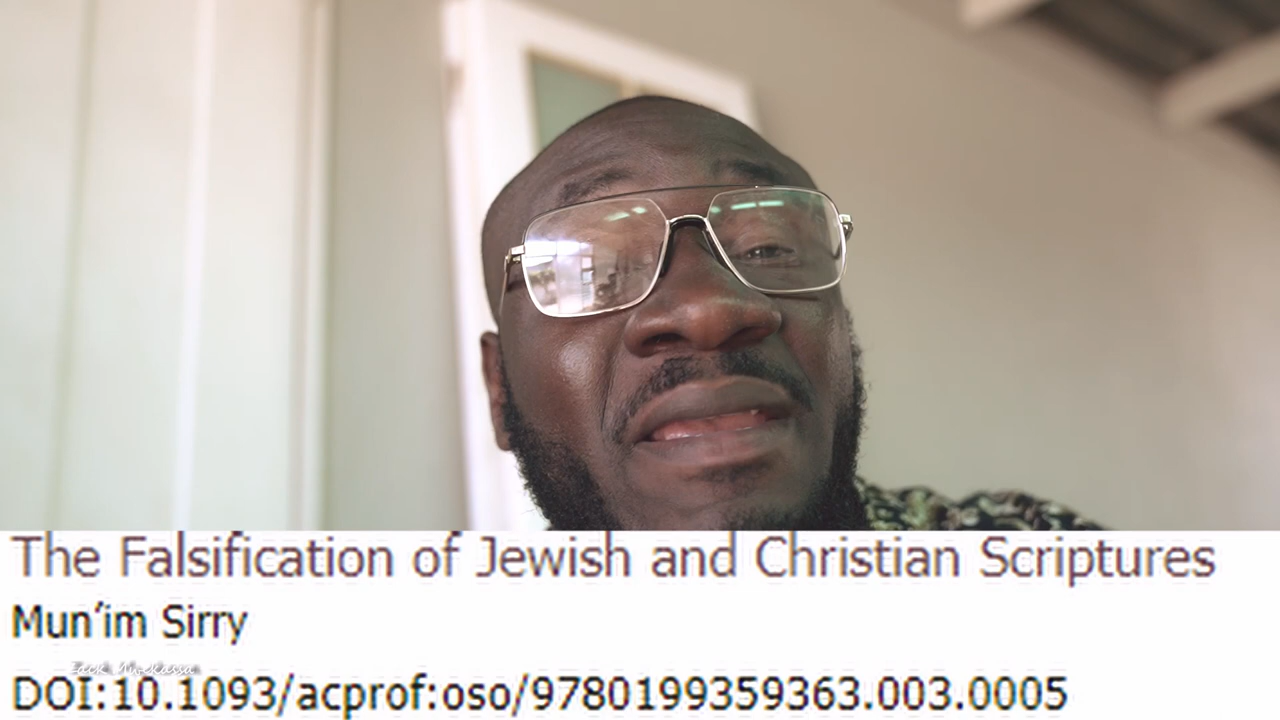 The Falsification of Jewish and Christian Scriptures
Mun'im Sirry
DOI:10.1093/acprof:oso/9780199359363.003.0005